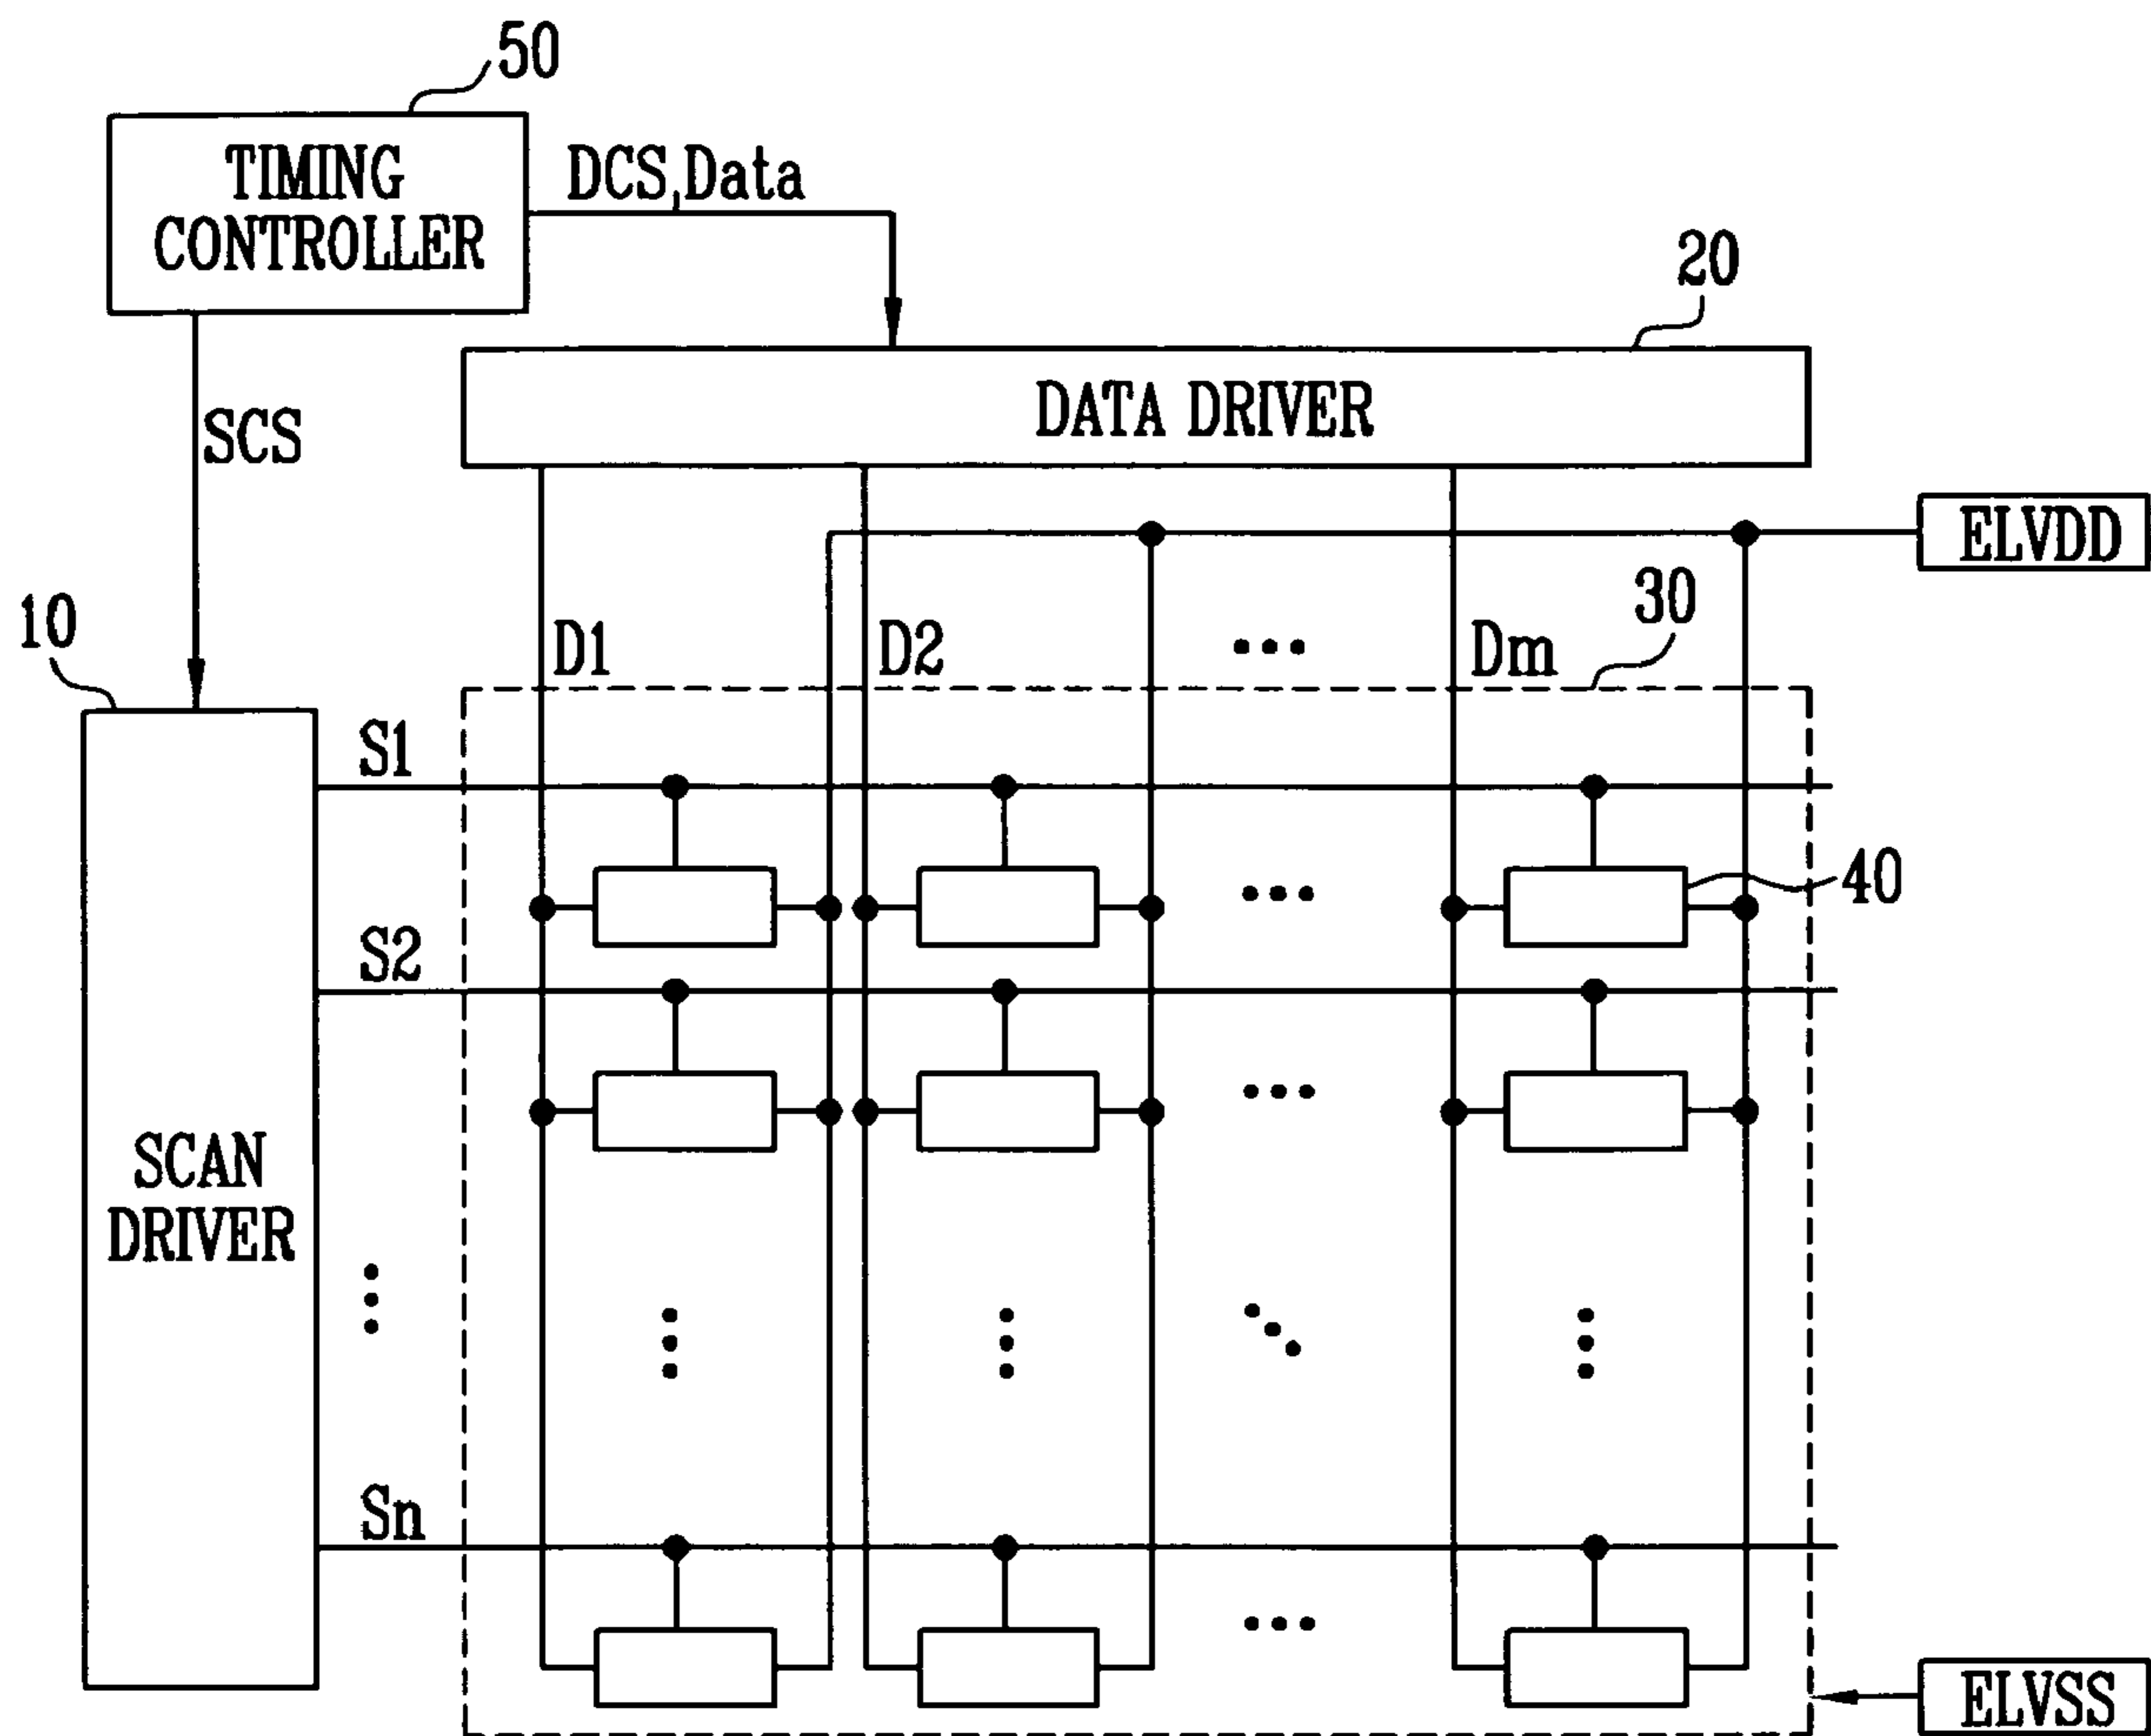 50
TIMING
CONTROLLER
DCS,Data
20
DATA DRIVER
SCS
ELVDD
10
30
D1
D2
...
Dm
S1
...
40
S2
...
SCAN
DRIVER
Sn
...
ELVSS